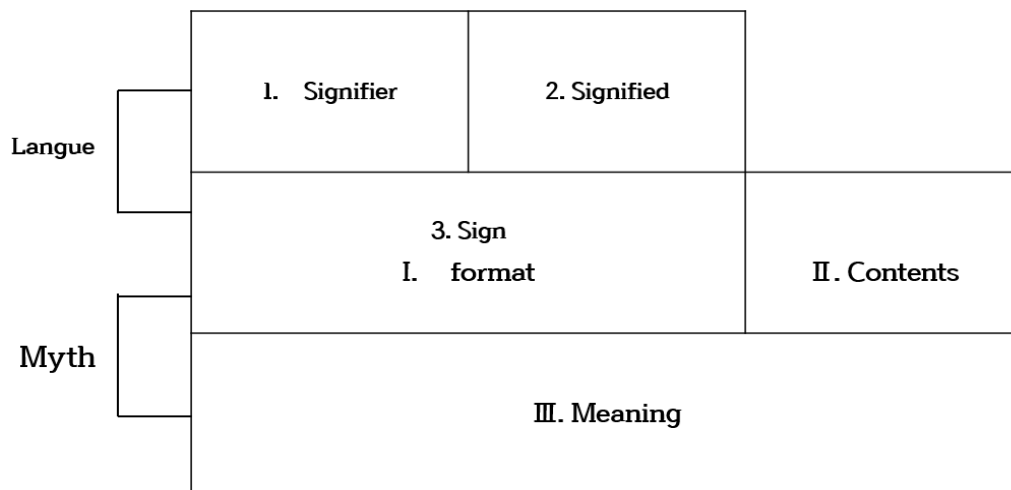 1. Signifier
2. Signified
Langue
3. Sign
I. format
II. Contents
Myth
III. Meaning